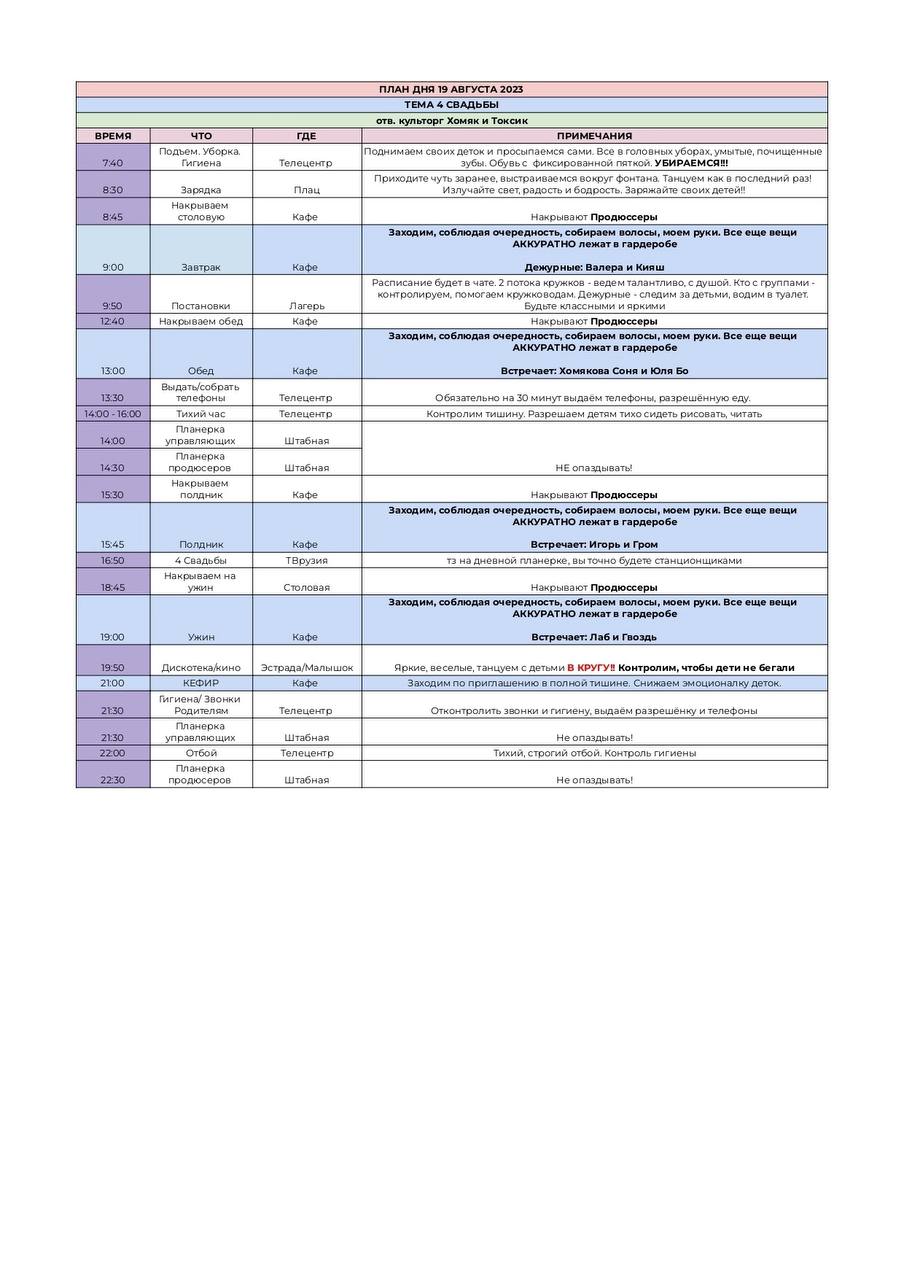 ПЛАН ДНЯ 19 АВГУСТА 2023
ТЕМА 4 СВАДЬБЫ
отв. культорг Хомяк и Токсик
ВРЕМЯ ЧТО ГДЕ ПРИМЕЧАНИЯ
Подъем. Уборка. Поднимаем своих деток и просыпаемся сами. Все в головных уборах, умытые, почищенные
7:40 Гигиена Телецентр зубы. Обувь с фиксированной пяткой. УБИРАЕМСЯ!!!
Приходите чуть заранее, выстраиваемся вокруг фонтана. Танцуем как в последний раз!
8:30 Зарядка Плац Излучайте свет, радость и бодрость. Заряжайте своих детей!!
Накрываем
8:45 столовую Кафе Накрывают Продюссеры
Заходим, соблюдая очередность, собираем волосы, моем руки. Все еще вещи
АККУРАТНО лежат в гардеробе
9:00 Завтрак Кафе Дежурные: Валера и Кияш
Расписание будет в чате. 2 потока кружков - ведем талантливо, с душой. Кто с группами -
контролируем, помогаем кружководам. Дежурные - следим за детьми, водим в туалет.
9:50 Постановки Лагерь Будьте классными и яркими
12:40 Накрываем обед Кафе Накрывают Продюссеры
Заходим, соблюдая очередность, собираем волосы, моем руки. Все еще вещи
АККУРАТНО лежат в гардеробе
13:00 Обед Кафе Встречает: Хомякова Соня и Юля Бо
Выдать/собрать
13:30 телефоны Телецентр Обязательно на 30 минут выдаём телефоны, разрешённую еду.
14:00 - 16:00 Тихий час Телецентр Контролим тишину. Разрешаем детям тихо сидеть рисовать, читать
Планерка
14:00 управляющих Штабная
Планерка
14:30 продюсеров Штабная НЕ опаздывать!
Накрываем
15:30 полдник Кафе Накрывают Продюссеры
Заходим, соблюдая очередность, собираем волосы, моем руки. Все еще вещи
АККУРАТНО лежат в гардеробе
15:45 Полдник Кафе Встречает: Игорь и Гром
16:50 4 Свадьбы ТВрузия тз на дневной планерке, вы точно будете станционщиками
Накрываем на
18:45 ужин Столовая Накрывают Продюссеры
Заходим, соблюдая очередность, собираем волосы, моем руки. Все еще вещи
АККУРАТНО лежат в гардеробе
19:00 Ужин Кафе Встречает: Лаб и Гвоздь
19:50 Дискотека/кино Эстрада/Малышок Яркие, веселые, танцуем с детьми В КРУГУ!! Контролим, чтобы дети не бегали
21:00 КЕФИР Кафе Заходим по приглашению в полной тишине. Снижаем эмоционалку деток.
Гигиена/ Звонки
21:30 Родителям Телецентр Отконтролить звонки и гигиену, выдаём разрешёнку и телефоны
Планерка
21:30 управляющих Штабная Не опаздывать!
22:00 Отбой Телецентр Тихий, строгий отбой. Контроль гигиены
Планерка
22:30 продюсеров Штабная Не опаздывать!